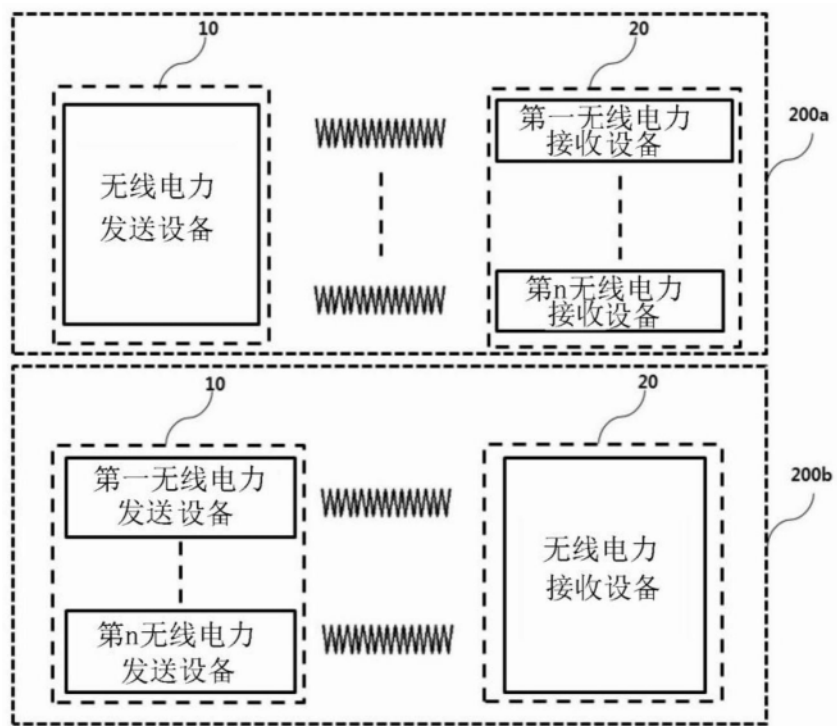 10
20
200a
无线电力
发送设备
第一无线电力
接收设备
第n无线电力
接收设备
10
20
200b
第一无线电力
发送设备
第n无线电力
发送设备
无线电力
接收设备